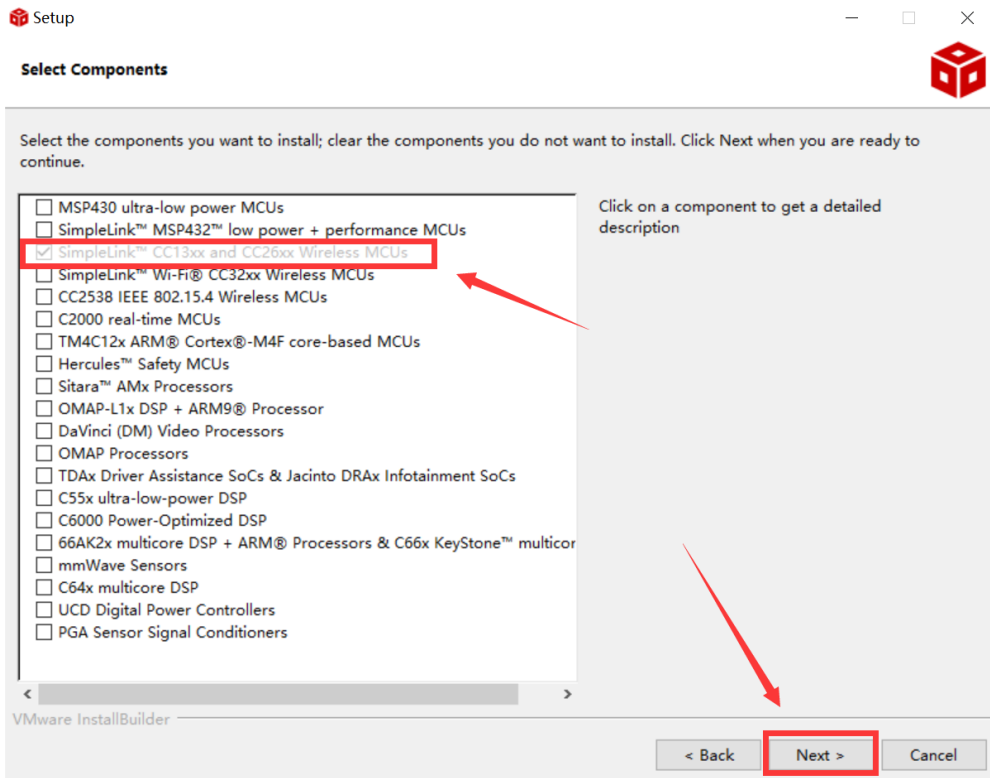 Setup
Select Components
Select the components you want to install; clear the components you do not want to install. Click Next when you are ready to
continue.
MSP430 ultra-low power MCUs
SimpleLink™ MSP432™ low power + performance MCUs
SimpleLink™ CC13xx and CC26xx Wireless MCUs
SimpleLink™ Wi-Fi® CC32xx Wireless MCUs
CC2538 IEEE 802.15.4 Wireless MCUs
C2000 real-time MCUs
TM4C12x ARM® Cortex®-M4F core-based MCUs
Hercules™ Safety MCUs
Sitara™ AMx Processors
OMAP-L1x DSP + ARM9® Processor
DaVinci (DM) Video Processors
OMAP Processors
TDAx Driver Assistance SoCs & Jacinto DRAx Infotainment SoCs
C55x ultra-low-power DSP
C6000 Power-Optimized DSP
66AK2x multicore DSP + ARM® Processors & C66x KeyStone™ multicor
mmWave Sensors
C64x multicore DSP
UCD Digital Power Controllers
PGA Sensor Signal Conditioners
Click on a component to get a detailed
description
VMware InstallBuilder
< Back
Next >
Cancel